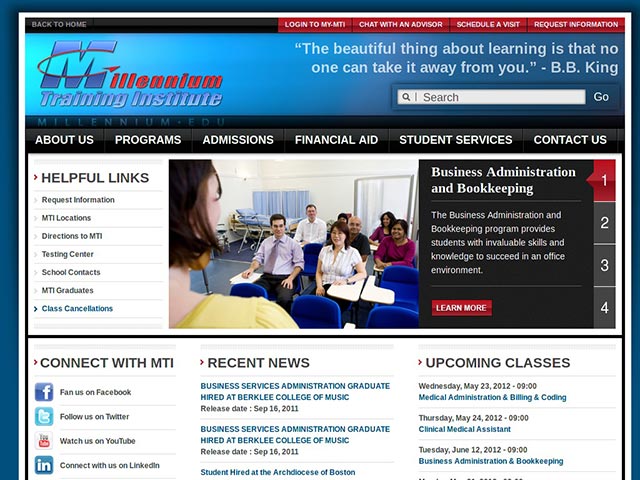 BACK TO HOME
LOGIN TO MY-MTI
CHAT WITH AN ADVISOR
SCHEDULE A VISIT
REQUEST INFORMATION
Millennium
Training Institute
MILLENNIUM-EDU
“The beautiful thing about learning is that no
one can take it away from you.” - B.B. King
Search
Go
ABOUT US
PROGRAMS
ADMISSIONS
FINANCIAL AID
STUDENT SERVICES
CONTACT US
HELPFUL LINKS
Request Information
MTI Locations
Directions to MTI
Testing Center
School Contacts
MTI Graduates
Class Cancellations
Business Administration
and Bookkeeping
The Business Administration and
Bookkeeping program provides
students with invaluable skills and
knowledge to succeed in an office
environment.
LEARN MORE
1
2
3
4
CONNECT WITH MTI
Fan us on Facebook
Follow us on Twitter
Watch us on YouTube
Connect with us on LinkedIn
RECENT NEWS
BUSINESS SERVICES ADMINISTRATION GRADUATE
HIRED AT BERKLEE COLLEGE OF MUSIC
Release date : Sep 16, 2011
BUSINESS SERVICES ADMINISTRATION GRADUATE
HIRED AT BERKLEE COLLEGE OF MUSIC
Release date : Sep 16, 2011
Student Hired at the Archdiocese of Boston
UPCOMING CLASSES
Wednesday, May 23, 2012 - 09:00
Medical Administration & Billing & Coding
Thursday, May 24, 2012 - 09:00
Clinical Medical Assistant
Tuesday, June 12, 2012 - 09:00
Business Administration & Bookkeeping